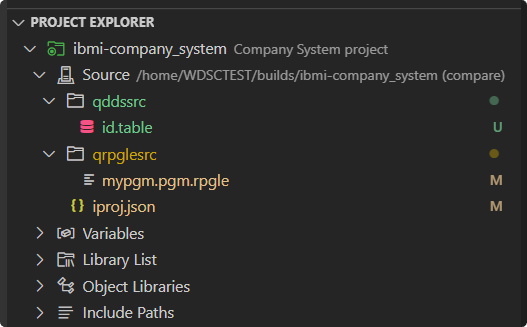 PROJECT EXPLORER
ibmi-company_system Company System project
Source /home/WDSCTEST/builds/ibmi-company_system (compare)
qddssrc
id.table U
qrpglesrc
mypgm.pgm.rpgle M
iproj.json M
Variables
Library List
Object Libraries
Include Paths